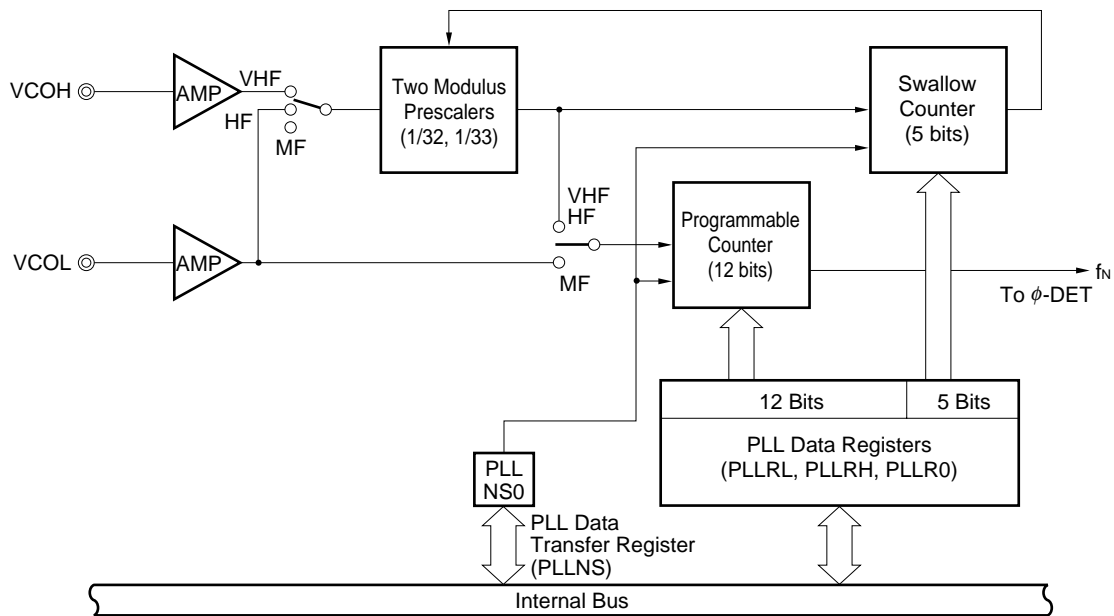 VCOH
AMP
VHF
HF
MF
Two Modulus
Prescalers
(1/32, 1/33)
Swallow
Counter
(5 bits)
VCOL
AMP
VHF
HF
MF
Programmable
Counter
(12 bits)
fN
To ϕ-DET
12 Bits
5 Bits
PLL Data Registers
(PLLRL, PLLRH, PLLR0)
PLL
NS0
PLL Data
Transfer Register
(PLLNS)
Internal Bus